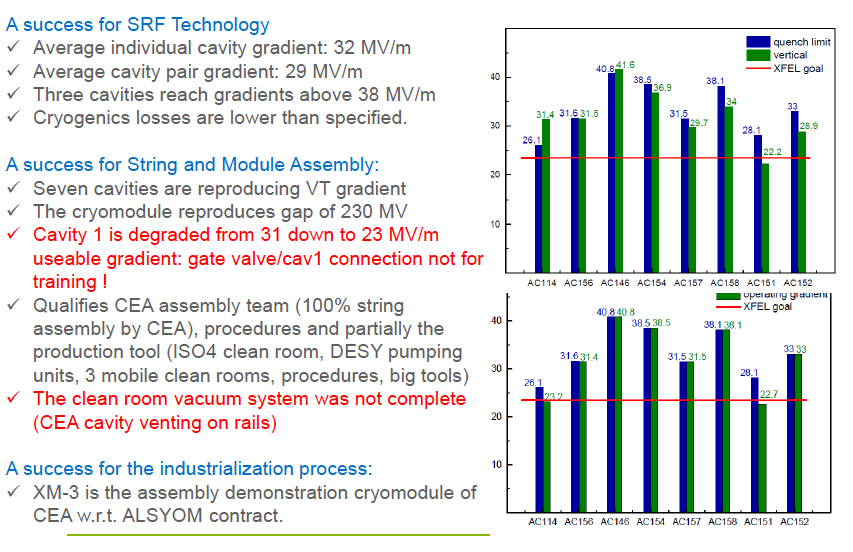 A success for SRF Technology
✓ Average individual cavity gradient: 32 MV/m
✓ Average cavity pair gradient: 29 MV/m
✓ Three cavities reach gradients above 38 MV/m
✓ Cryogenics losses are lower than specified.
A success for String and Module Assembly:
✓ Seven cavities are reproducing VT gradient
✓ The cryomodule reproduces gap of 230 MV
✓ Cavity 1 is degraded from 31 down to 23 MV/m
useable gradient: gate valve/cav1 connection not for
training !
✓ Qualifies CEA assembly team (100% string
assembly by CEA), procedures and partially the
production tool (ISO4 clean room, DESY pumping
units, 3 mobile clean rooms, procedures, big tools)
✓ The clean room vacuum system was not complete
(CEA cavity venting on rails)
A success for the industrialization process:
✓ XM-3 is the assembly demonstration cryomodule of
CEA w.r.t. ALSYOM contract.
quench limit
vertical
XFEL goal
40
30
20
10
26.1 31.4 31.6 31.5 40.8 41.6 38.5 36.9 31.5 29.7 38.1 34 28.1 22.2 33 28.9
AC114 AC156 AC146 AC154 AC157 AC158 AC151 AC152
operating gradient
XFEL goal
40
30
20
10
26.1 23.2 31.6 31.4 40.8 40.8 38.5 38.5 31.5 31.5 38.1 38.1 28.1 22.7 33 33
AC114 AC156 AC146 AC154 AC157 AC158 AC151 AC152